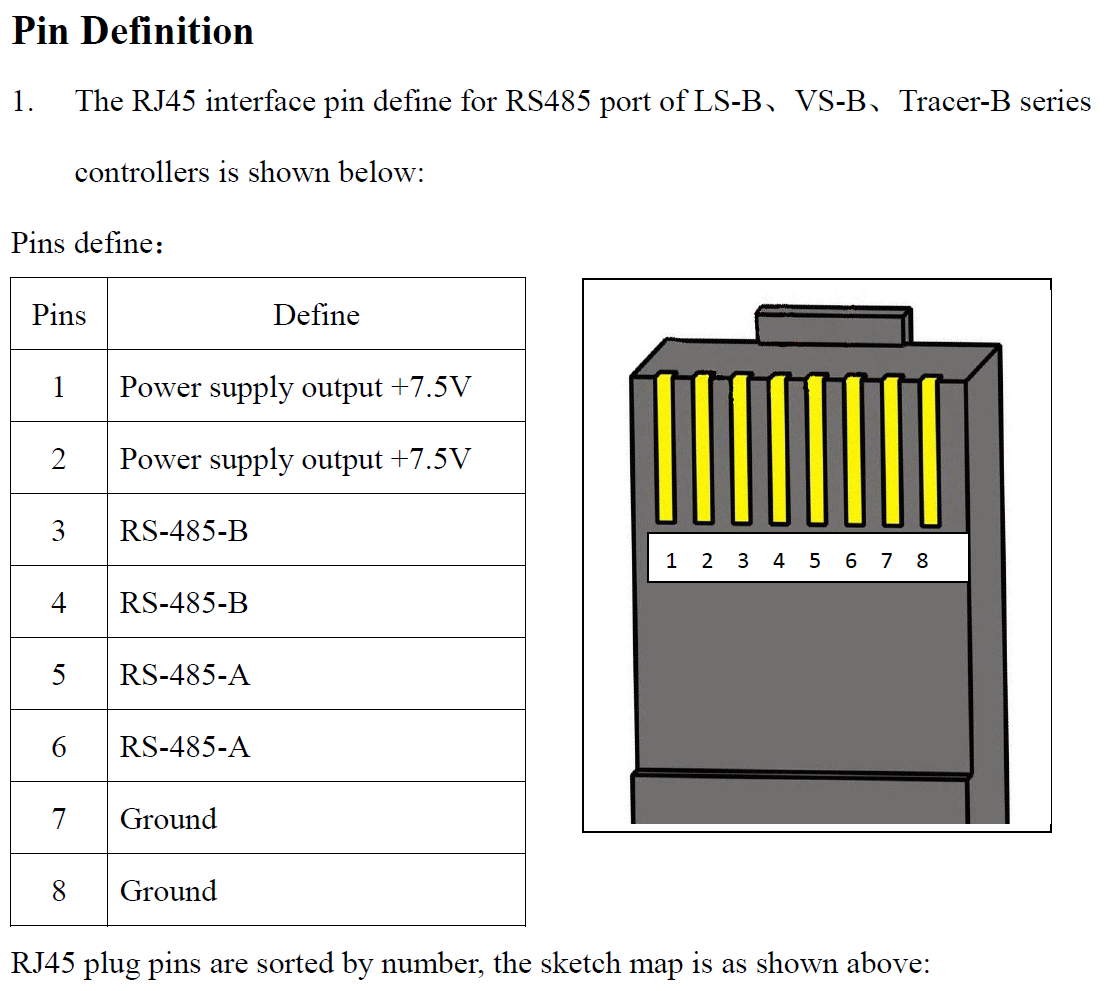 Pin Definition
1. The RJ45 interface pin define for RS485 port of LS-B、VS-B、Tracer-B series
controllers is shown below:
Pins define：
Pins Define
1 Power supply output +7.5V
2 Power supply output +7.5V
3 RS-485-B
4 RS-485-B
5 RS-485-A
6 RS-485-A
7 Ground
8 Ground
1 2 3 4 5 6 7 8
RJ45 plug pins are sorted by number, the sketch map is as shown above: